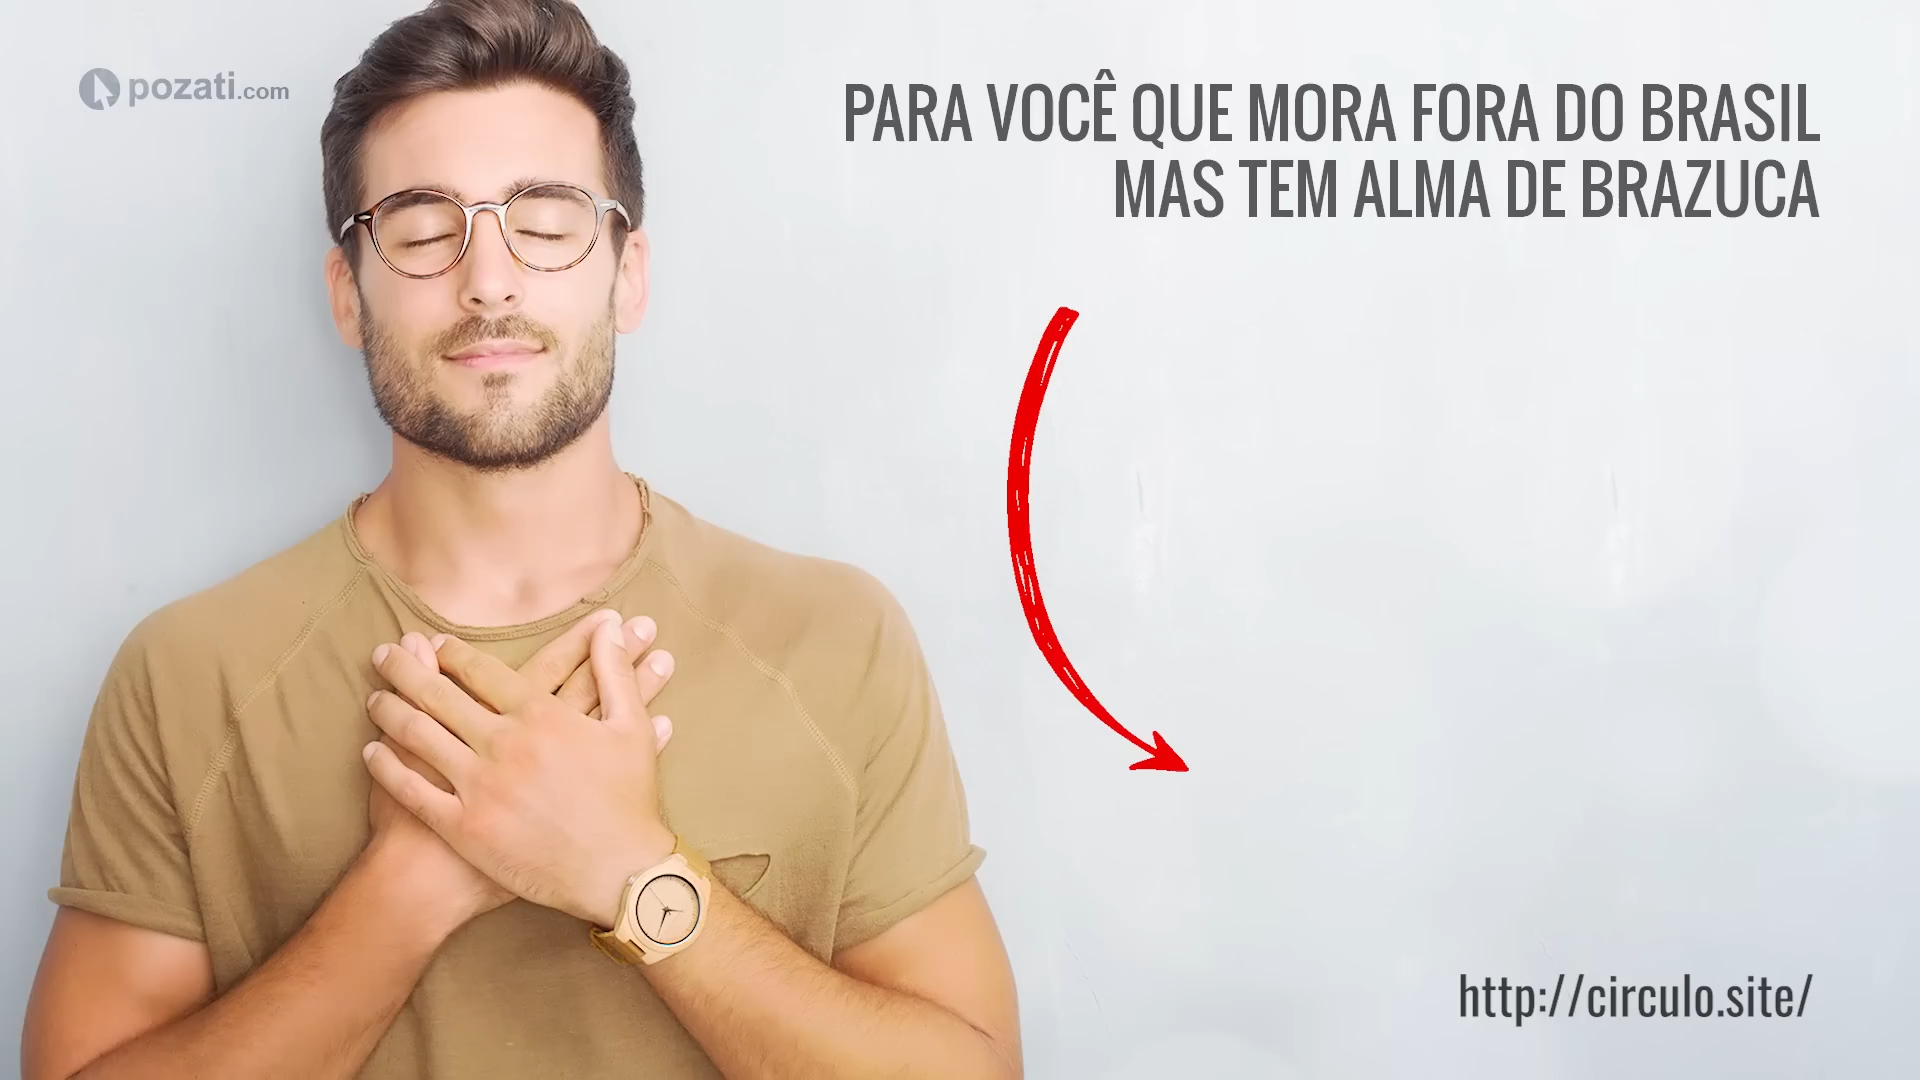 pozati.com
PARA VOCÊ QUE MORA FORA DO BRASIL
MAS TEM ALMA DE BRAZUCA
http://circulo.site/